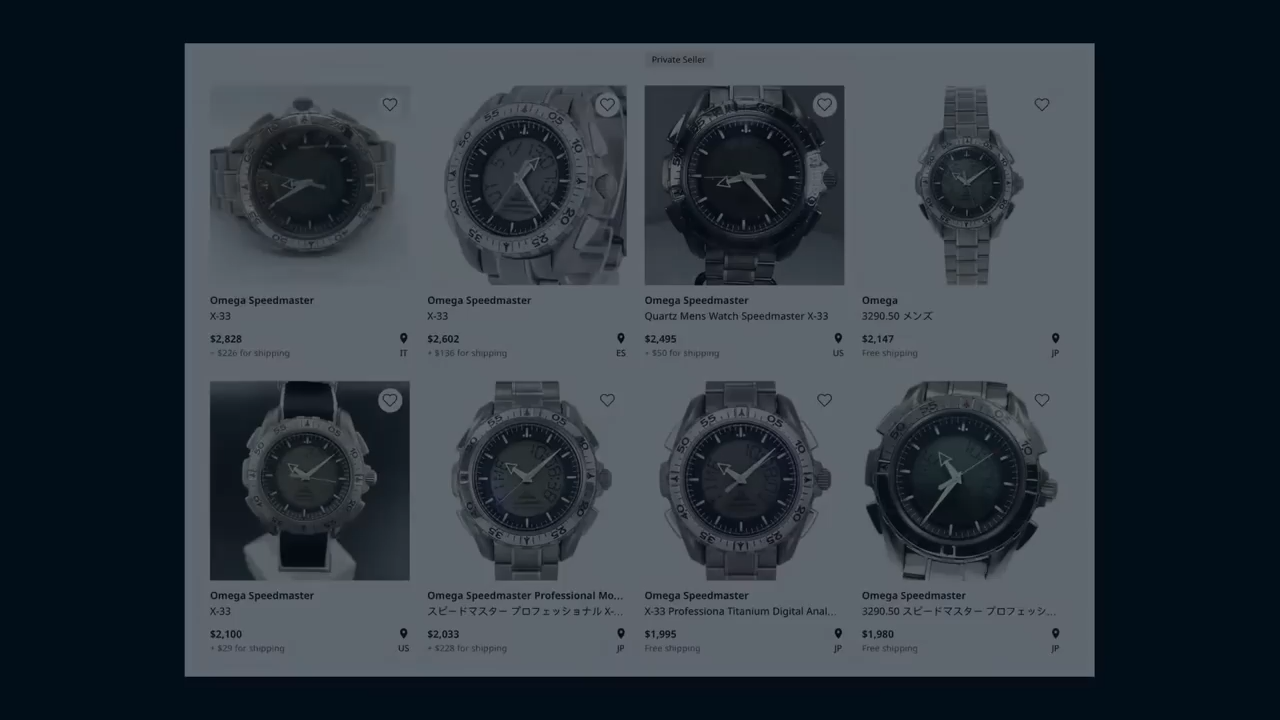 Private Seller
Omega Speedmaster
X-33
$2,828
+ $226 for shipping
IT
Omega Speedmaster
X-33
$2,602
+ $136 for shipping
ES
Omega Speedmaster
Quartz Mens Watch Speedmaster X-33
$2,495
+ $50 for shipping
US
Omega
3290.50 メンズ
$2,147
Free shipping
JP
Omega Speedmaster
X-33
$2,100
+ $29 for shipping
US
Omega Speedmaster Professional Mo...
スピードマスター プロフェッショナル X-...
$2,033
+ $228 for shipping
JP
Omega Speedmaster
X-33 Professiona Titanium Digital Anal...
$1,995
Free shipping
JP
Omega Speedmaster
3290.50 スピードマスター プロフェッシ...
$1,980
Free shipping
JP